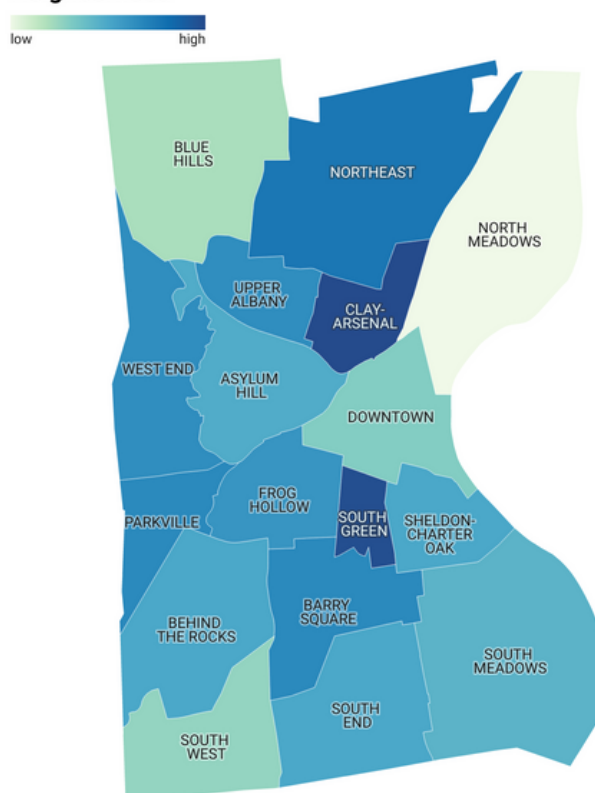 low high
BLUE
HILLS
NORTHEAST
NORTH
MEADOWS
UPPER
ALBANY
CLAY-
ARSENAL
WEST END
ASYLUM
HILL
DOWNTOWN
FROG
HOLLOW
PARKVILLE
SOUTH
GREEN
SHELDON-
CHARTER
OAK
BEHIND
THE ROCKS
BARRY
SQUARE
SOUTH
MEADOWS
SOUTH
END
SOUTH
WEST